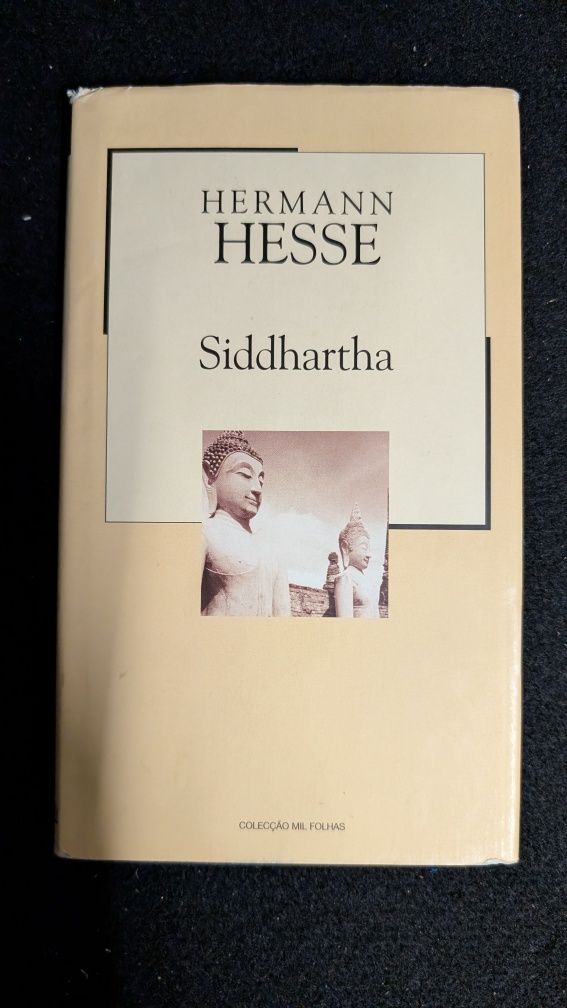 HERMANN
HESSE
Siddhartha
COLECÇÃO MIL FOLHAS